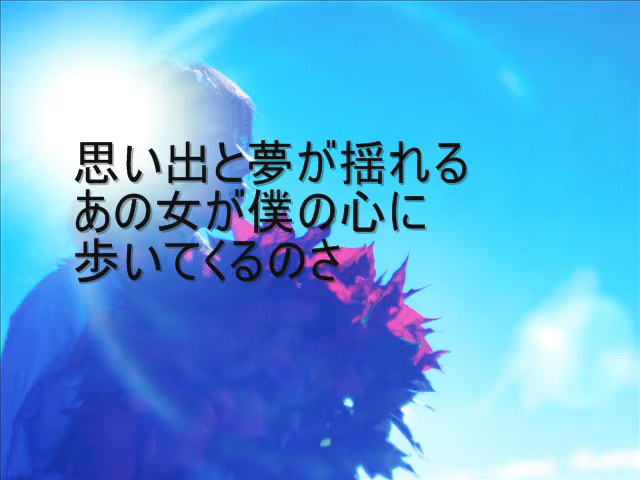 思い出と夢が揺れる
あの女が僕の心に
歩いてくるのさ